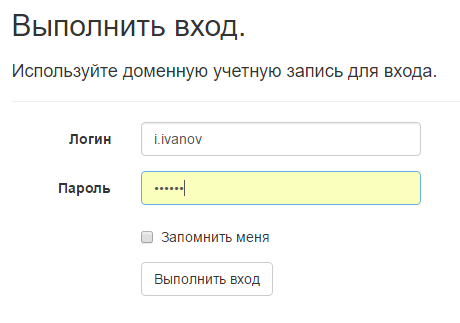 Выполнить вход.
Используйте доменную учетную запись для входа.
Логин i.ivanov
Пароль ••••••
Запомнить меня
Выполнить вход